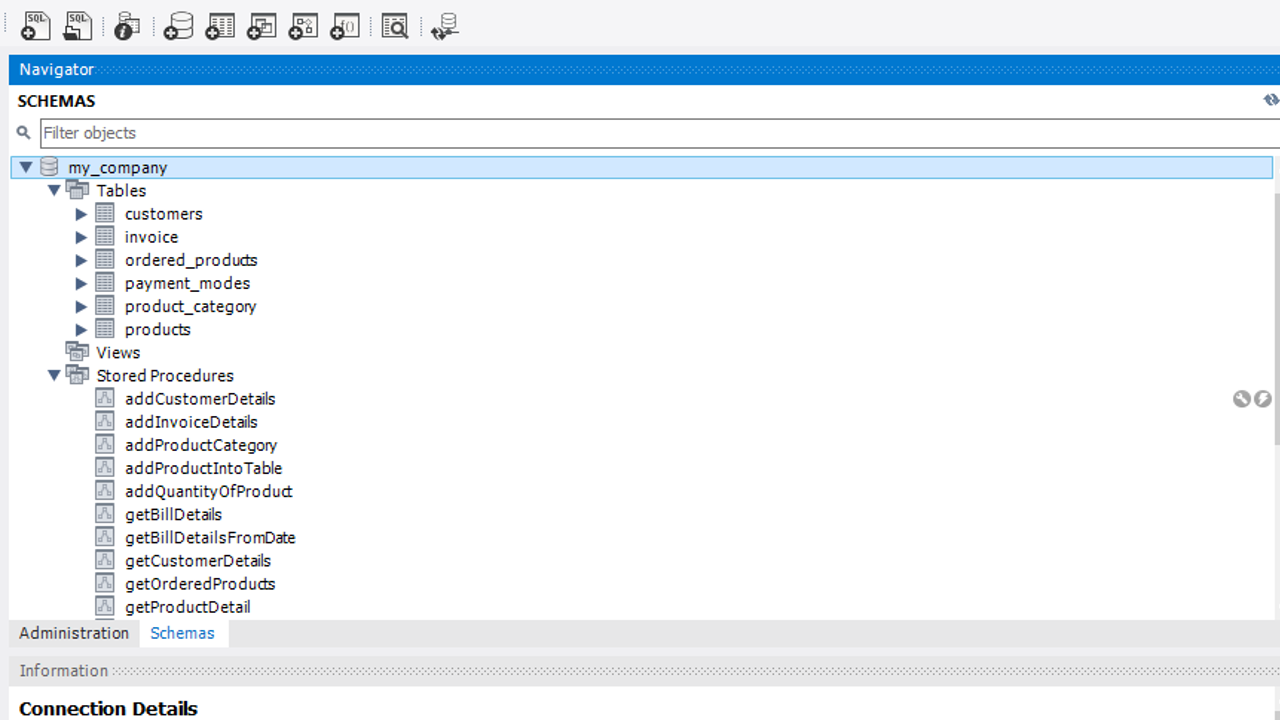 SQL SQL
Navigator
SCHEMAS
Filter objects
my_company
Tables
customers
invoice
ordered_products
payment_modes
product_category
products
Views
Stored Procedures
addCustomerDetails
addInvoiceDetails
addProductCategory
addProductIntoTable
addQuantityOfProduct
getBillDetails
getBillDetailsFromDate
getCustomerDetails
getOrderedProducts
getProductDetail
Administration Schemas
Information
Connection Details